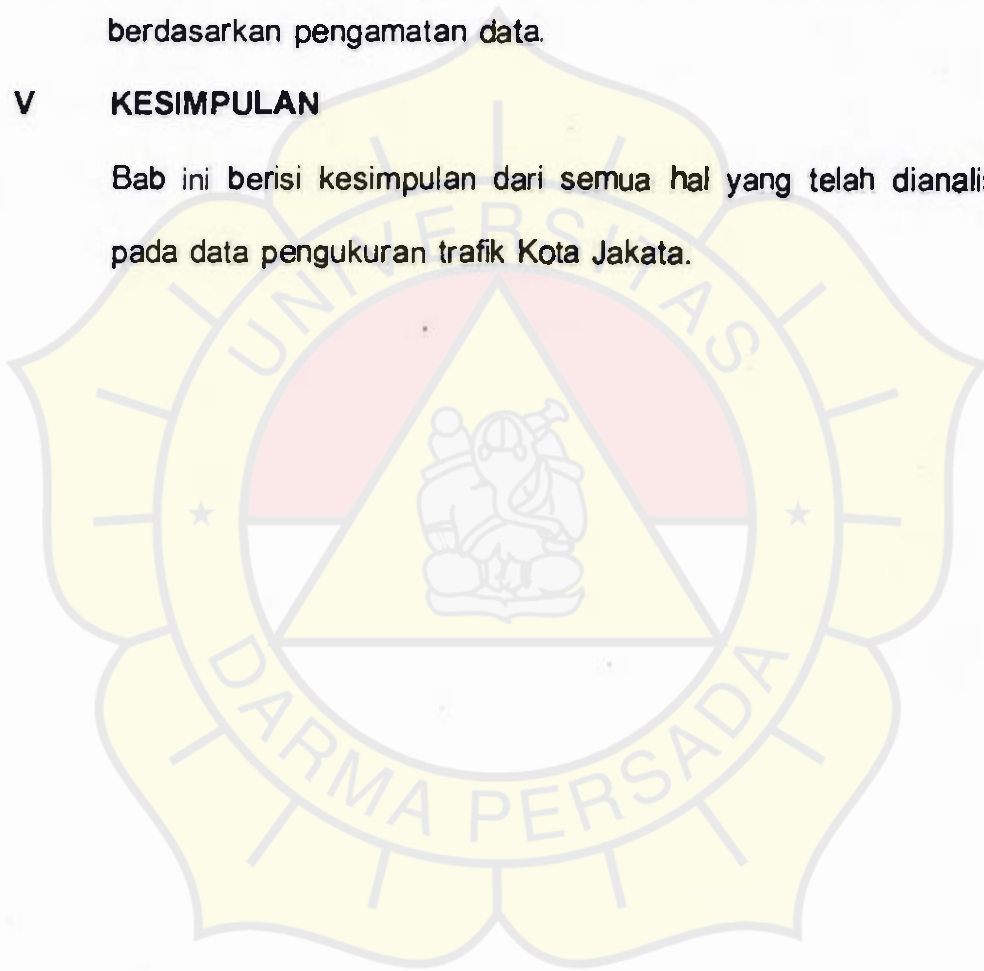 berdasarkan pengamatan data.
V KESIMPULAN
Bab ini berisi kesimpulan dari semua hal yang telah
pada data pengukuran trafik Kota Jakata.
UNIVERSITAS
DARMA PERSADA